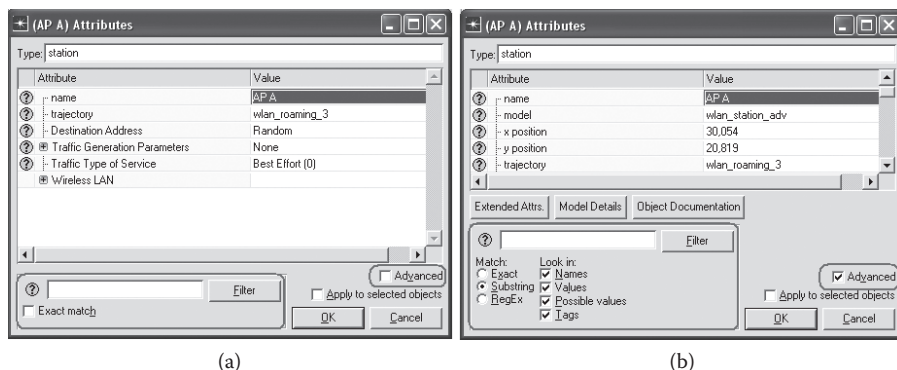 (AP A) Attributes
Type: station
Attribute Value
name AP A
trajectory wlan_roaming_3
Destination Address Random
Traffic Generation Parameters None
Traffic Type of Service Best Effort (0)
Wireless LAN
Advanced
Filter
Apply to selected objects
Exact match
OK Cancel
(a)
(AP A) Attributes
Type: station
Attribute Value
name AP A
model wlan_station_adv
x position 30,054
y position 20,819
trajectory wlan_roaming_3
Extended Attrs. Model Details Object Documentation
Filter
Match: Look in:
Exact Names
Substring Values
RegEx Possible values
Tags
Advanced
Apply to selected objects
OK Cancel
(b)